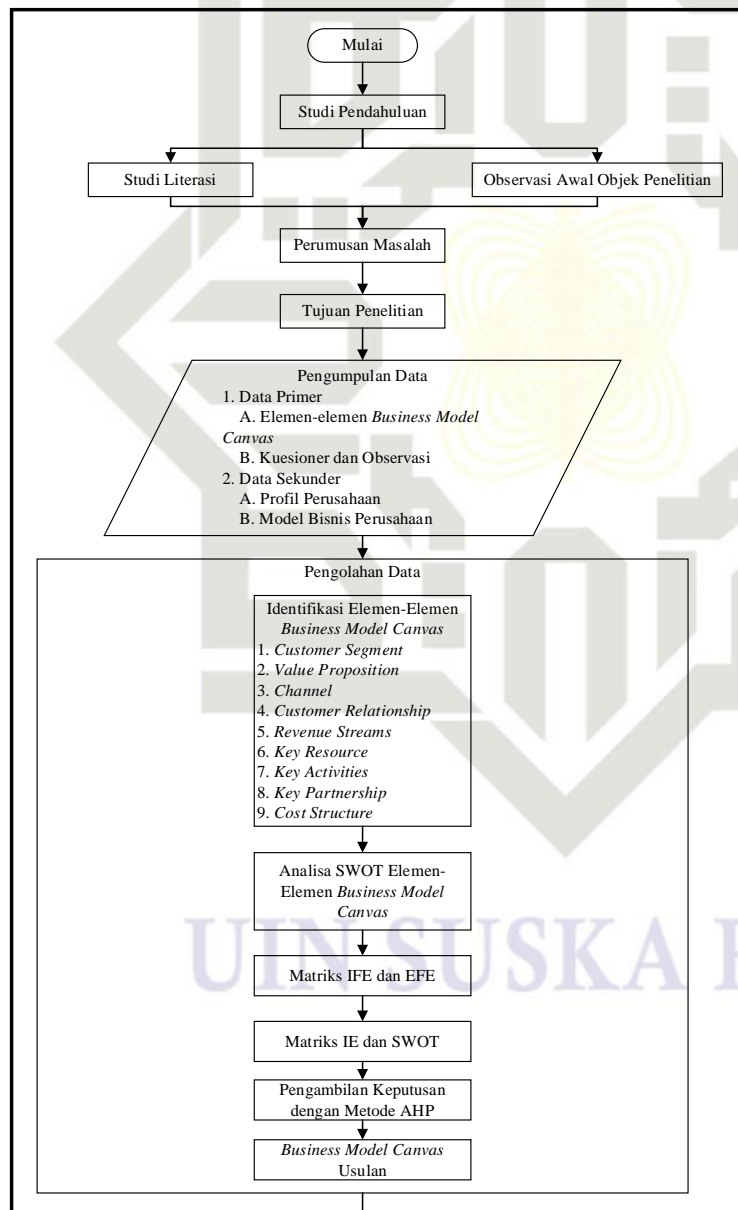 Mulai
Studi Pendahuluan
Studi Literasi
Observasi Awal Objek Penelitian
Perumusan Masalah
Tujuan Penelitian
Pengumpulan Data
1. Data Primer
A. Elemen-elemen Business Model
Canvas
B. Kuesioner dan Observasi
2. Data Sekunder
A. Profil Perusahaan
B. Model Bisnis Perusahaan
Pengolahan Data
Identifikasi Elemen-Elemen
Business Model Canvas
1. Customer Segment
2. Value Proposition
3. Channel
4. Customer Relationship
5. Revenue Streams
6. Key Resource
7. Key Activities
8. Key Partnership
9. Cost Structure
Analisa SWOT Elemen-
Elemen Business Model
Canvas
UIN SUSKA
Matriks IFE dan EFE
Matriks IE dan SWOT
Pengambilan Keputusan
dengan Metode AHP
Business Model Canvas
Usulan